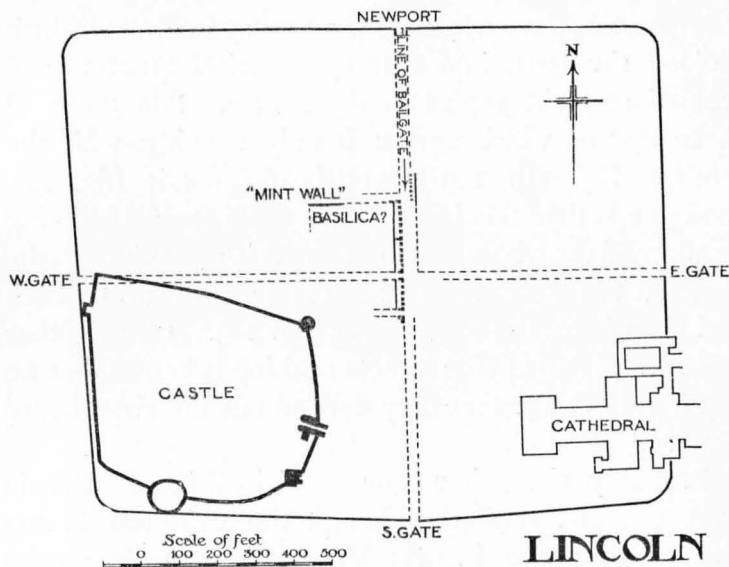 NEWPORT
LINE OF BAILGATE
N
"MINT WALL"
BASILICA?
W.GATE
E.GATE
CASTLE
CATHEDRAL
S.GATE
Scale of feet
0 100 200 300 400 500
LINCOLN